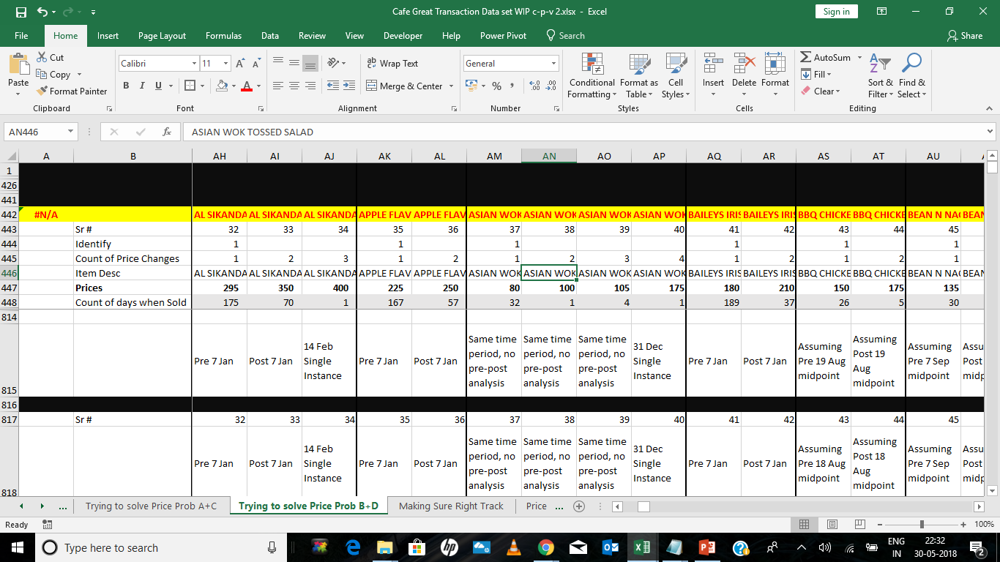 Cafe Great Transaction Data set WIP c-p-v 2.xlsx - Excel
Sign in
File Home Insert Page Layout Formulas Data Review View Developer Help Power Pivot Search Share
Paste Cut Copy Format Painter Clipboard
Calibri 11 B I U A A A Font
Wrap Text Merge & Center Alignment
General % Number
Conditional Formatting Format as Table Cell Styles Styles
Insert Delete Format Cells
AutoSum Fill Clear Sort & Filter Find & Select Editing
AN446 fx ASIAN WOK TOSSED SALAD
A B AH AI AJ AK AL AM AN AO AP AQ AR AS AT AU
1
426
441
442 #N/A AL SIKANDA AL SIKANDA AL SIKANDA APPLE FLAV APPLE FLAV ASIAN WOK ASIAN WOK ASIAN WOK ASIAN WOK BAILEYS IRIS BAILEYS IRIS BBQ CHICKE BBQ CHICKE BEAN N NA BEAN
443 Sr # 32 33 34 35 36 37 38 39 40 41 42 43 44 45
444 Identify 1 1 1 1 1 1
445 Count of Price Changes 1 2 3 1 2 1 2 3 4 1 2 1 2 1
446 Item Desc AL SIKANDA AL SIKANDA AL SIKANDA APPLE FLAV APPLE FLAV ASIAN WOK ASIAN WOK ASIAN WOK ASIAN WOK BAILEYS IRIS BAILEYS IRIS BBQ CHICKE BBQ CHICKE BEAN N NA BEAN
447 Prices 295 350 400 225 250 80 100 105 175 180 210 150 175 135
448 Count of days when Sold 175 70 1 167 57 32 1 4 1 189 37 26 5 30
814
815 Pre 7 Jan Post 7 Jan 14 Feb Single Instance Pre 7 Jan Post 7 Jan Same time period, no pre-post analysis Same time period, no pre-post analysis Same time period, no pre-post analysis 31 Dec Single Instance Pre 7 Jan Post 7 Jan Assuming Pre 19 Aug midpoint Assuming Post 19 Aug midpoint Assuming Pre 7 Sep midpoint Assu Post midp
816
817 Sr # 32 33 34 35 36 37 38 39 40 41 42 43 44 45
818 Pre 7 Jan Post 7 Jan 14 Feb Single Instance Pre 7 Jan Post 7 Jan Same time period, no pre-post analysis Same time period, no pre-post analysis Same time period, no pre-post analysis 31 Dec Single Instance Pre 7 Jan Post 7 Jan Assuming Pre 18 Aug midpoint Assuming Post 18 Aug midpoint Assuming Pre 7 Sep midpoint Assu Post midp
... Trying to solve Price Prob A+C Trying to solve Price Prob B+D Making Sure Right Track Price ...
Ready 100%
Type here to search ENG IN 22:32 30-05-2018 2